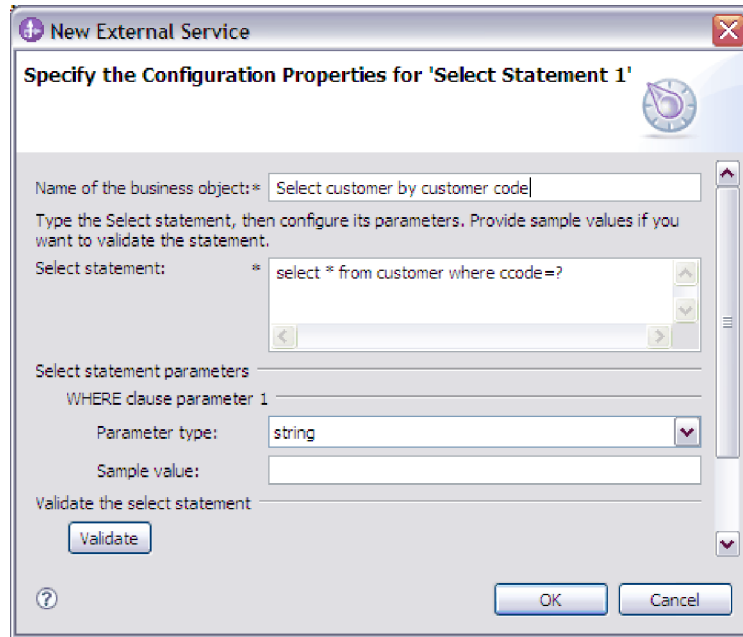 New External Service
Specify the Configuration Properties for 'Select Statement 1'
Name of the business object:* Select customer by customer code
Type the Select statement, then configure its parameters. Provide sample values if you
want to validate the statement.
Select statement: * select * from customer where ccode=?
Select statement parameters
WHERE clause parameter 1
Parameter type: string
Sample value:
Validate the select statement
Validate
? OK Cancel